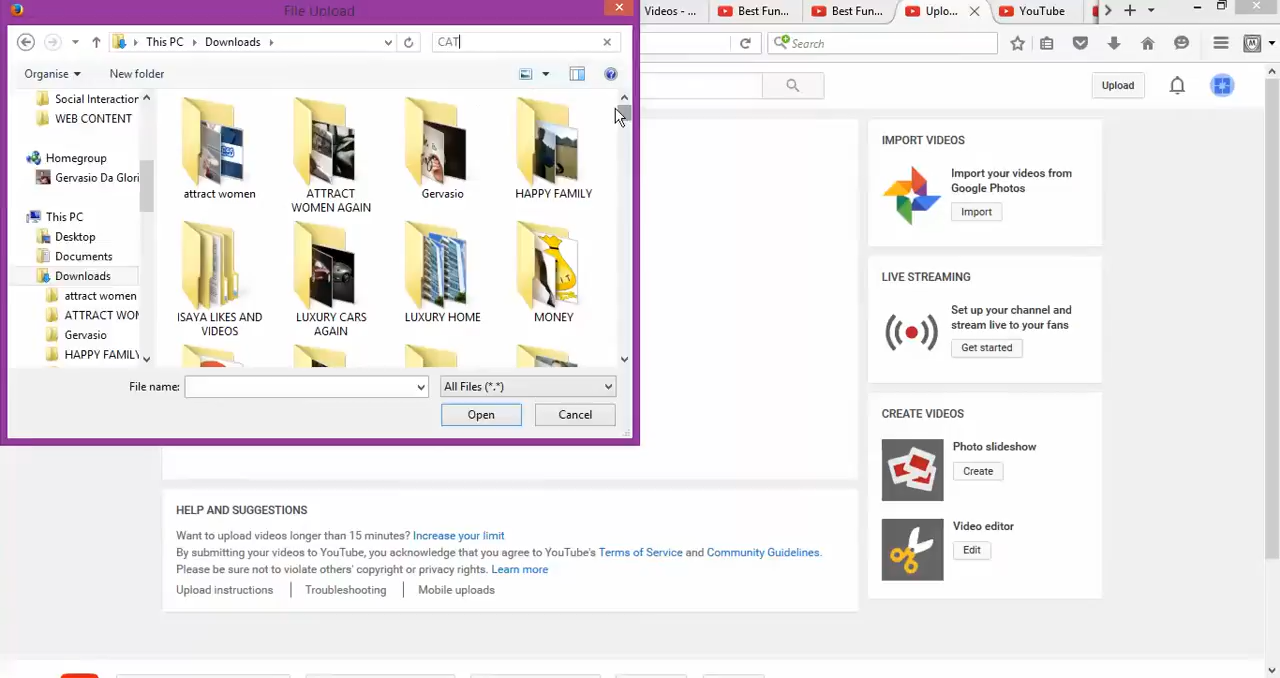 File Upload
Videos - ...
Best Fun...
Best Fun...
Uplo...
YouTube
This PC
Downloads
CAT
Search
Organise
New folder
Upload
Social Interaction
WEB CONTENT
Homegroup
Gervasio Da Glori
This PC
Desktop
Documents
Downloads
attract women
ATTRACT WOM
Gervasio
HAPPY FAMILY
attract women
ATTRACT WOMEN AGAIN
Gervasio
HAPPY FAMILY
ISAYA LIKES AND VIDEOS
LUXURY CARS AGAIN
LUXURY HOME
MONEY
File name:
All Files (*.*)
Open
Cancel
IMPORT VIDEOS
Import your videos from
Google Photos
Import
LIVE STREAMING
Set up your channel and
stream live to your fans
Get started
CREATE VIDEOS
Photo slideshow
Create
Video editor
Edit
HELP AND SUGGESTIONS
Want to upload videos longer than 15 minutes? Increase your limit
By submitting your videos to YouTube, you acknowledge that you agree to YouTube's Terms of Service and Community Guidelines.
Please be sure not to violate others' copyright or privacy rights. Learn more
Upload instructions
Troubleshooting
Mobile uploads